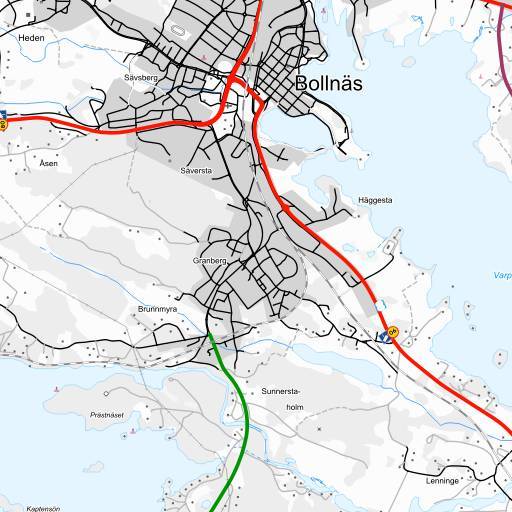 Heden
Sävsberg
Bollnäs
Åsen
Säversta
Häggesta
Granberg
Varp
Brunnmyra
Sunnersta-
holm
Prästnäset
Lenninge
Kaptensön